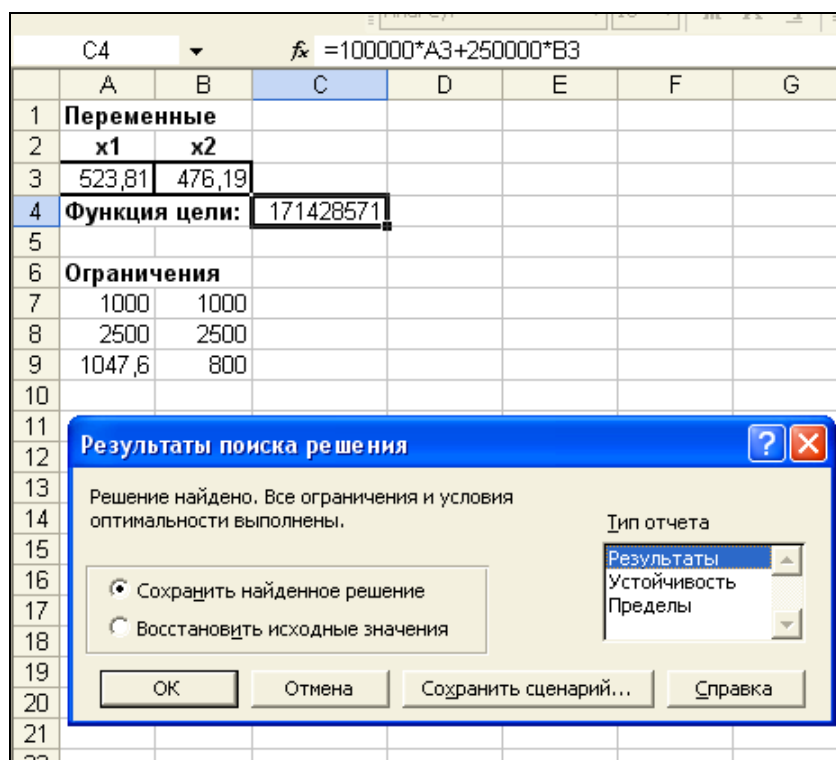 C4 fx =100000*A3+250000*B3
A B C D E F G
1 Переменные
2 x1 x2
3 523,81 476,19
4 Функция цели: 171428571
5
6 Ограничения
7 1000 1000
8 2500 2500
9 1047,6 800
10
11
12
13
14
15
16
17
18
19
20
21
Результаты поиска решения
Решение найдено. Все ограничения и условия
оптимальности выполнены.
Тип отчета
Результаты
Устойчивость
Пределы
Сохранить найденное решение
Восстановить исходные значения
ОК Отмена Сохранить сценарий... Справка